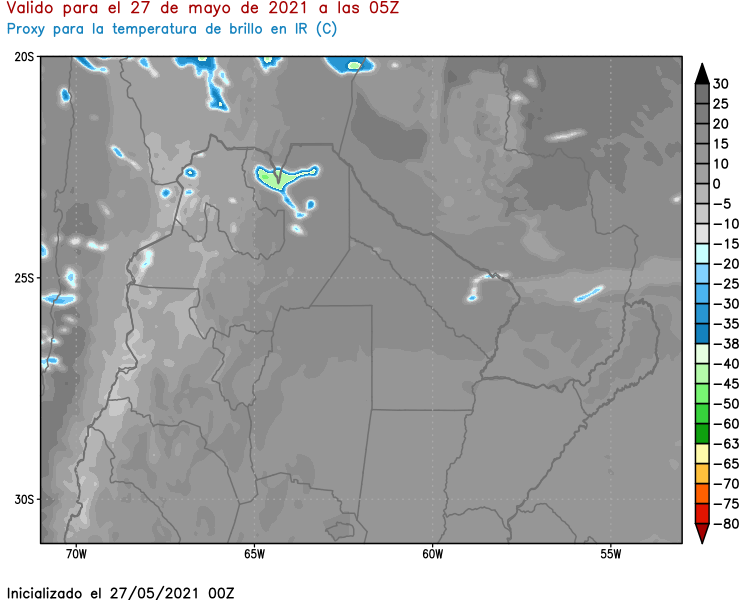 Valido para el 27 de mayo de 2021 a las 05Z
Proxy para la temperatura de brillo en IR (C)
20S
25S
30S
70W
65W
60W
55W
30
25
20
15
10
0
−5
−10
−15
−20
−25
−30
−35
−38
−40
−45
−50
−60
−63
−65
−70
−75
−80
Inicializado el 27/05/2021 00Z